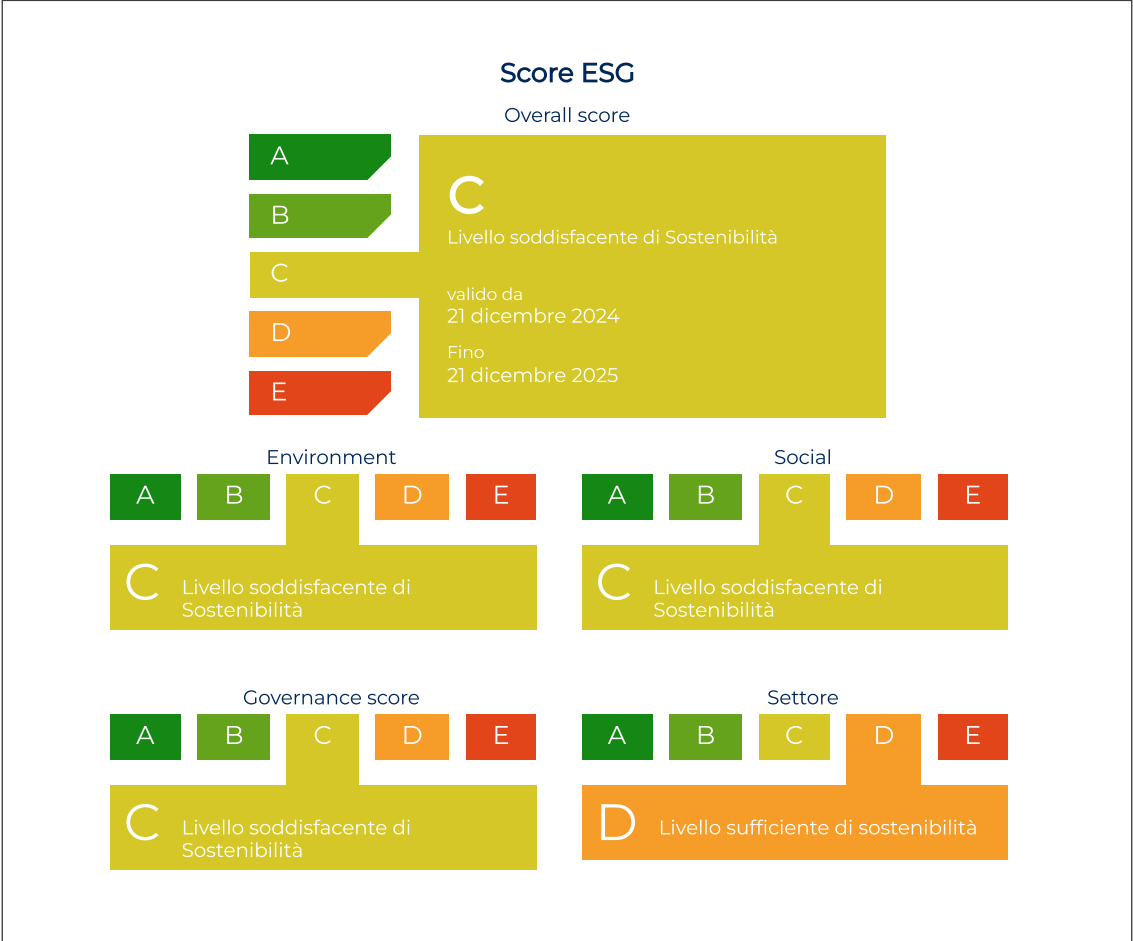 Score ESG
Overall score
A
B
C
D
E
C
Livello soddisfacente di Sostenibilità
valido da
21 dicembre 2024
Fino
21 dicembre 2025
Environment
A B C D E
C Livello soddisfacente di
Sostenibilità
Social
A B C D E
C Livello soddisfacente di
Sostenibilità
Governance score
A B C D E
C Livello soddisfacente di
Sostenibilità
Settore
A B C D E
D Livello sufficiente di sostenibilità